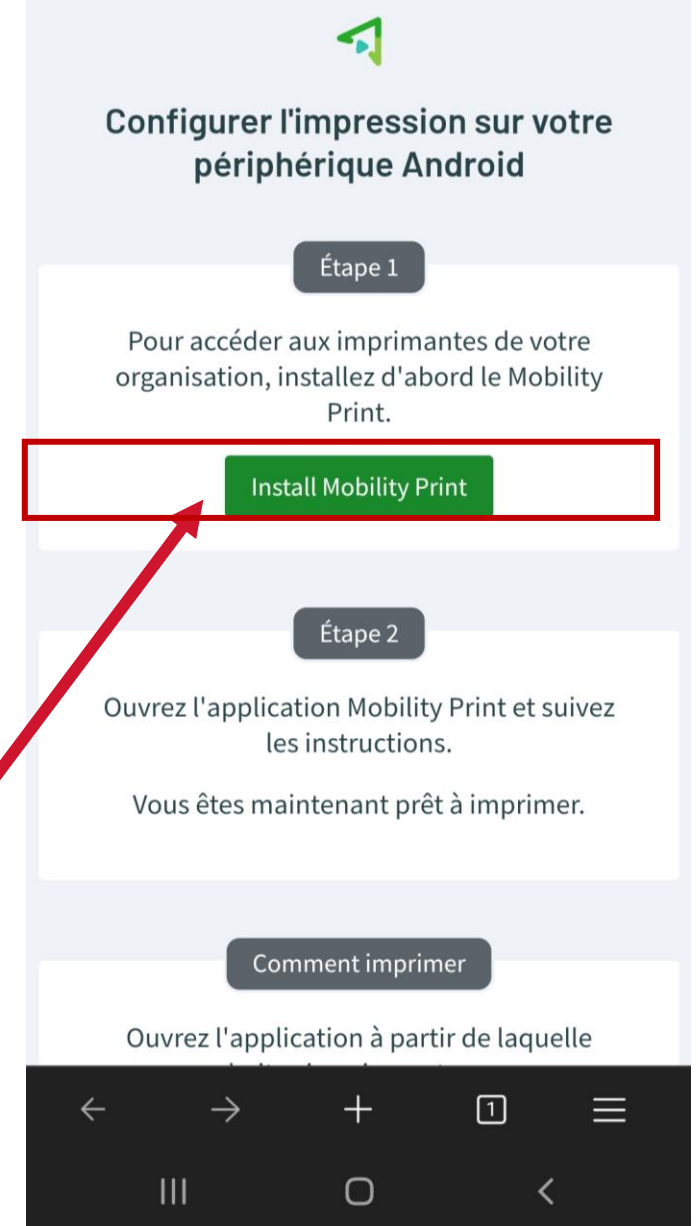 Configurer l'impression sur votre
périphérique Android
Étape 1
Pour accéder aux imprimantes de votre
organisation, installez d'abord le Mobility
Print.
Install Mobility Print
Étape 2
Ouvrez l'application Mobility Print et suivez
les instructions.
Vous êtes maintenant prêt à imprimer.
Comment imprimer
Ouvrez l'application à partir de laquelle
1